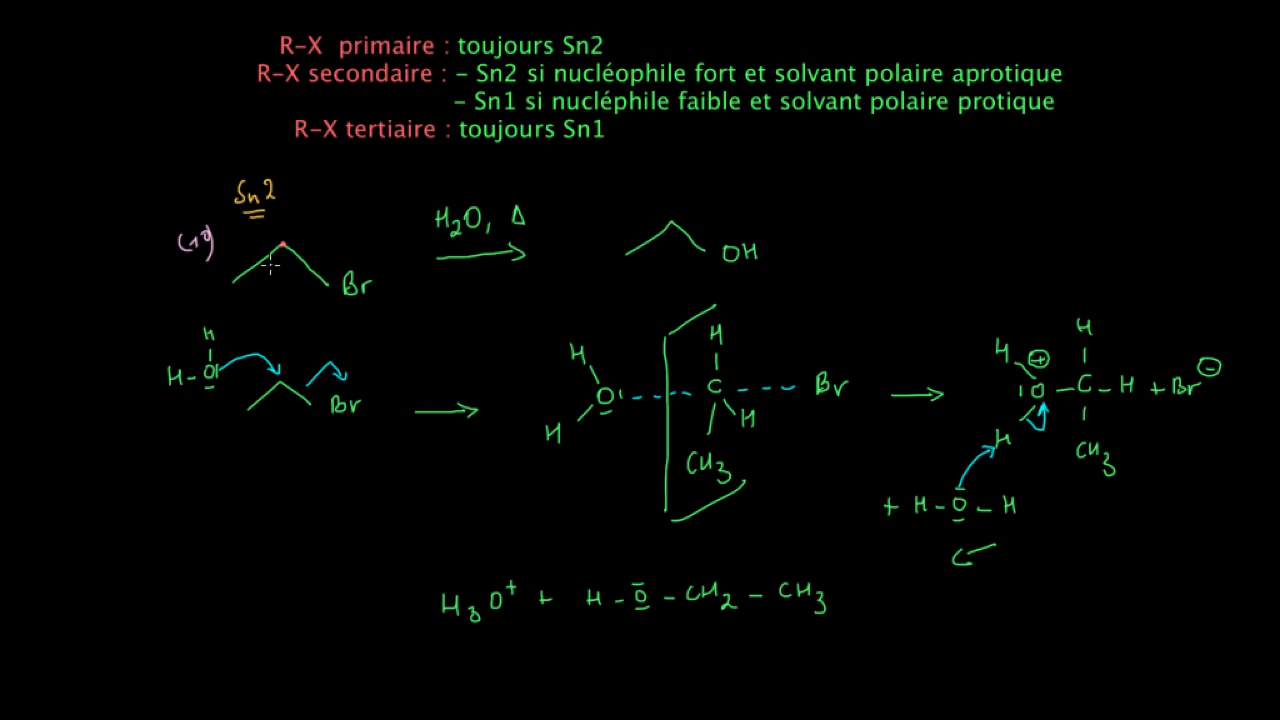 R-X primaire : toujours Sn2
R-X secondaire : - Sn2 si nucléophile fort et solvant polaire aprotique
- Sn1 si nucléphile faible et solvant polaire protique
R-X tertiaire : toujours Sn1
Sn2
(1°)
H2O, Δ
Br
OH
H
H-O
Br
H
O
H
H
C
H
CH3
Br
H
⊕
H
O - C - H + Br ⊖
H
CH3
+ H - O - H
H3O+ + H - O - CH2 - CH3